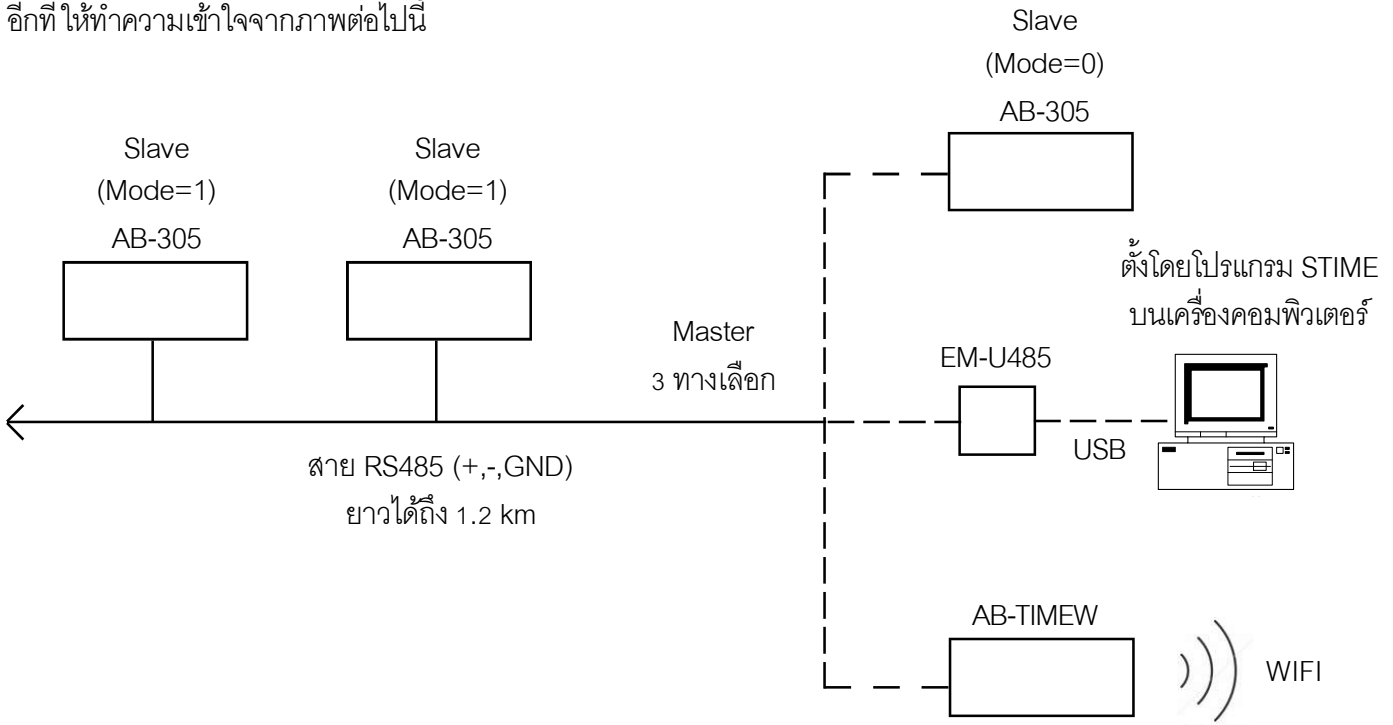 อีกที ให้ทำความเข้าใจจากภาพต่อไปนี้
Slave
(Mode=0)
AB-305
Slave
(Mode=1)
AB-305
Slave
(Mode=1)
AB-305
ตั้งโดยโปรแกรม STIME
บนเครื่องคอมพิวเตอร์
Master
3 ทางเลือก
EM-U485
USB
สาย RS485 (+,-,GND)
ยาวได้ถึง 1.2 km
AB-TIMEW
WIFI